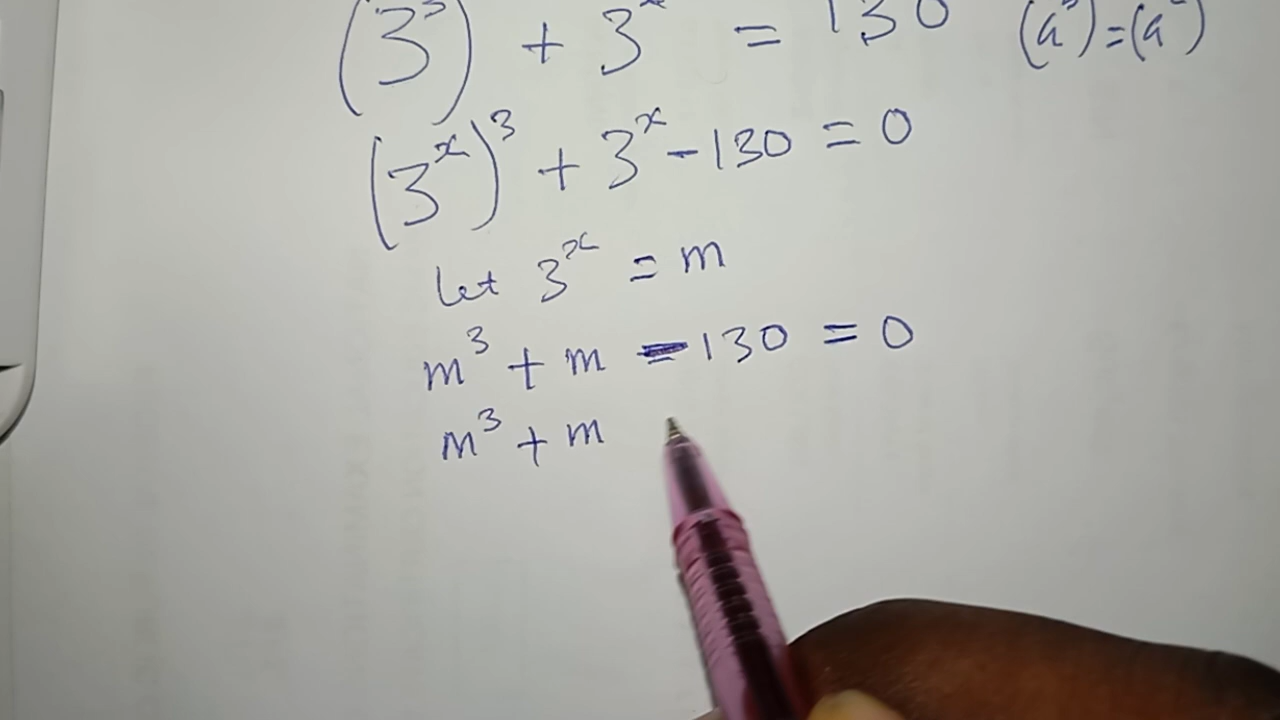 (3³) + 3ˣ = 130 (a)=(a)
(3ˣ)³ + 3ˣ - 130 = 0
let 3ˣ = m
m³ + m - 130 = 0
m³ + m